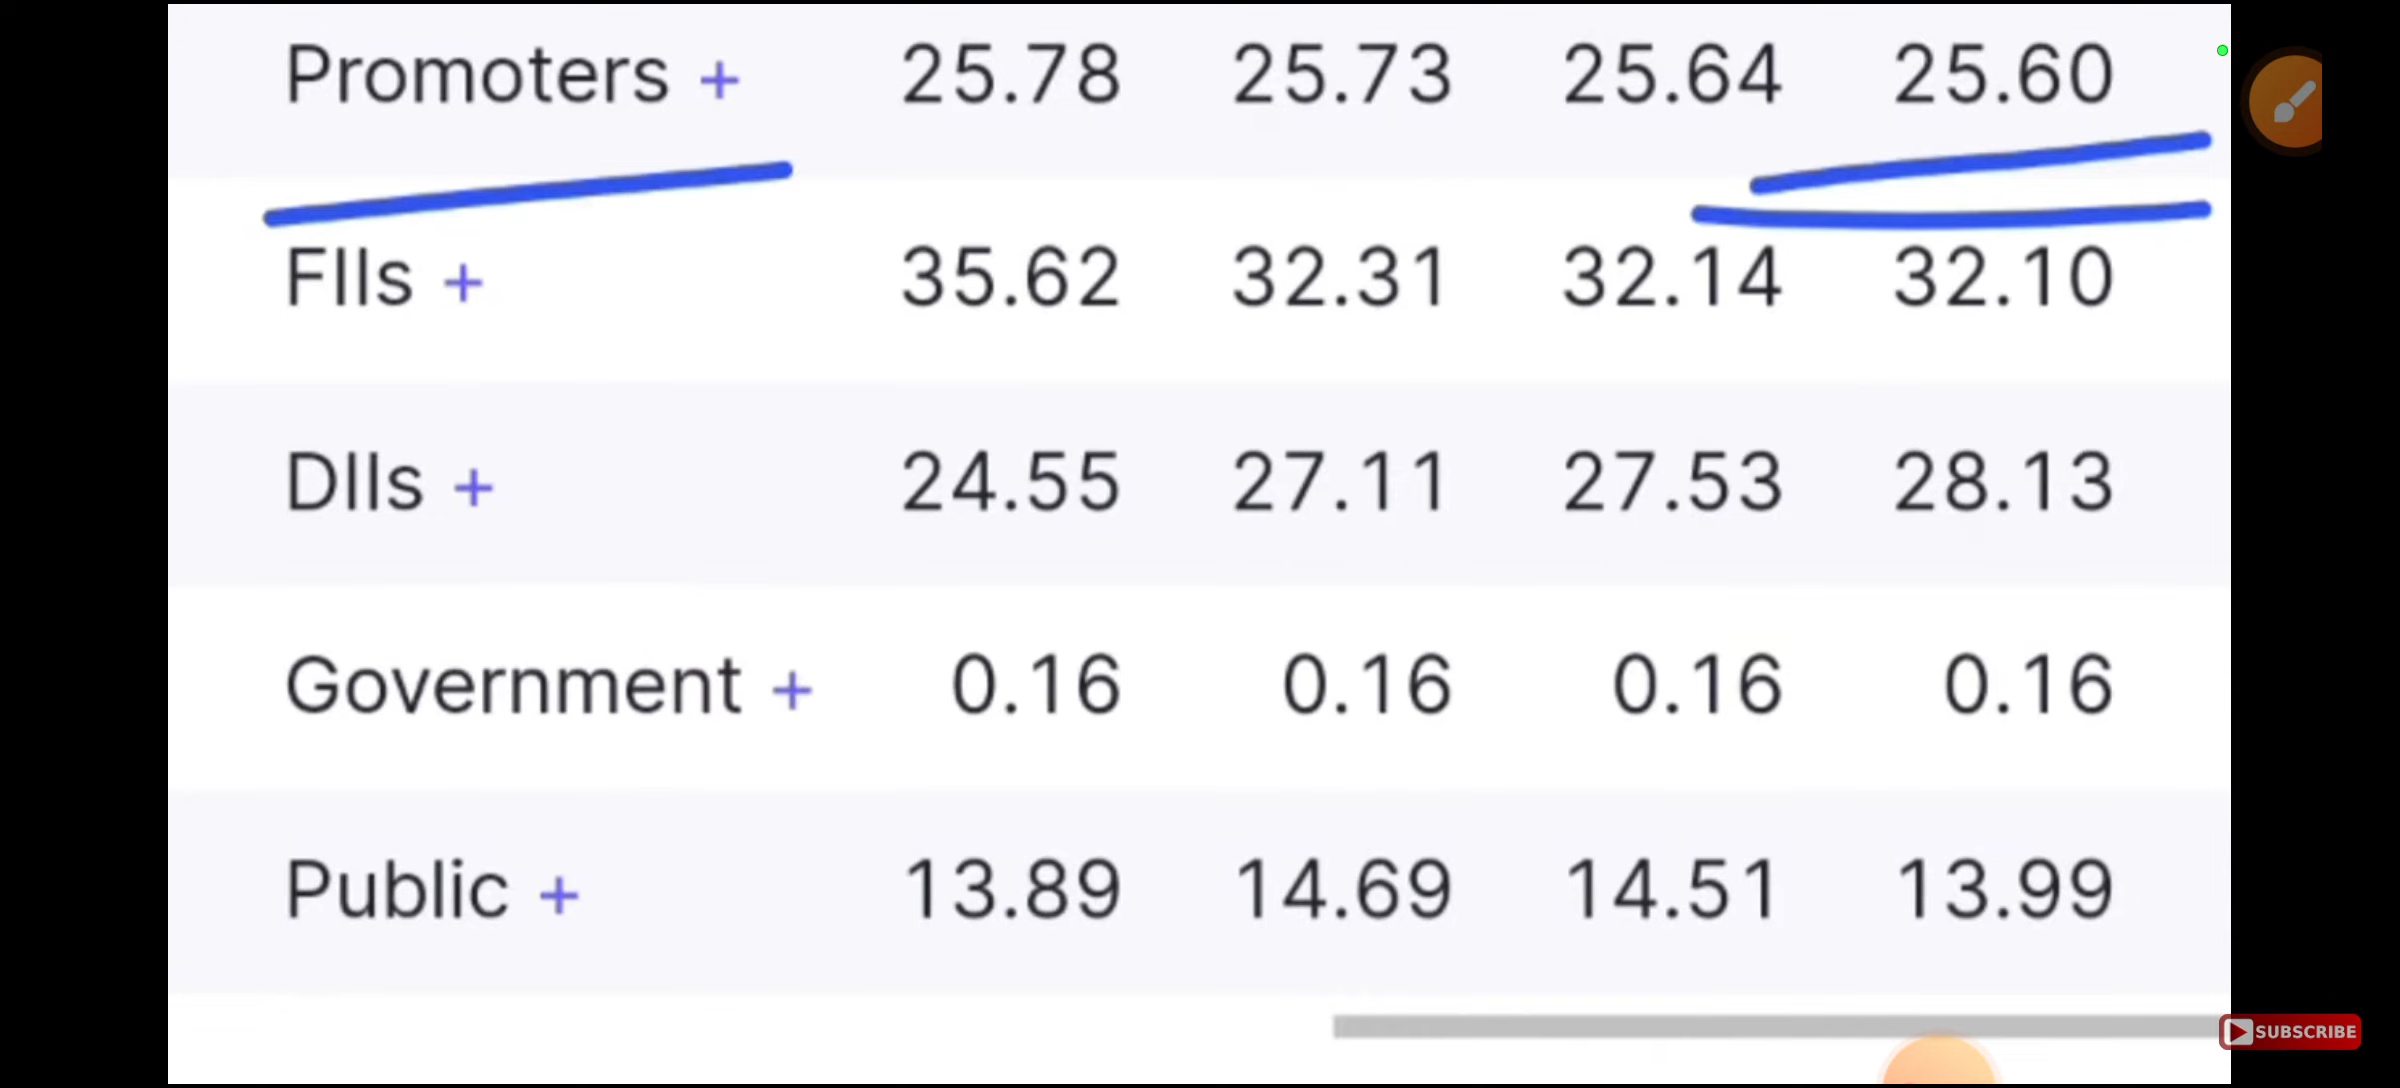 Promoters + 25.78 25.73 25.64 25.60
FIIs + 35.62 32.31 32.14 32.10
DIIs + 24.55 27.11 27.53 28.13
Government + 0.16 0.16 0.16 0.16
Public + 13.89 14.69 14.51 13.99
SUBSCRIBE